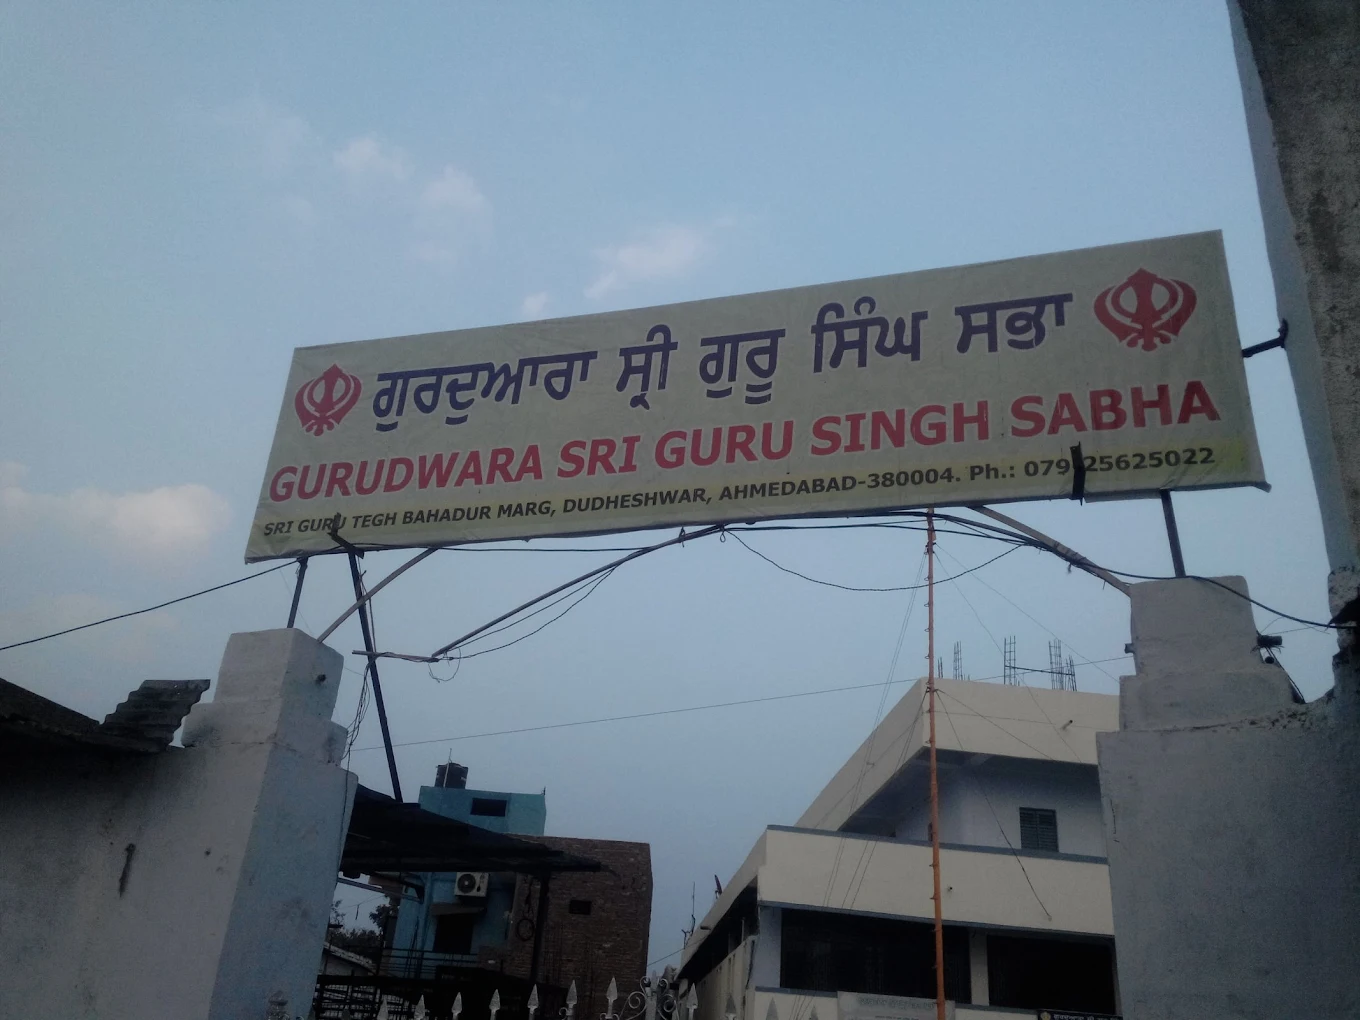 ਗੁਰਦੁਆਰਾ ਸ੍ਰੀ ਗੁਰੂ ਸਿੰਘ ਸਭਾ
GURUDWARA SRI GURU SINGH SABHA
SRI GURU TEGH BAHADUR MARG, DUDHESHWAR, AHMEDABAD-380004. Ph.: 079-25625022